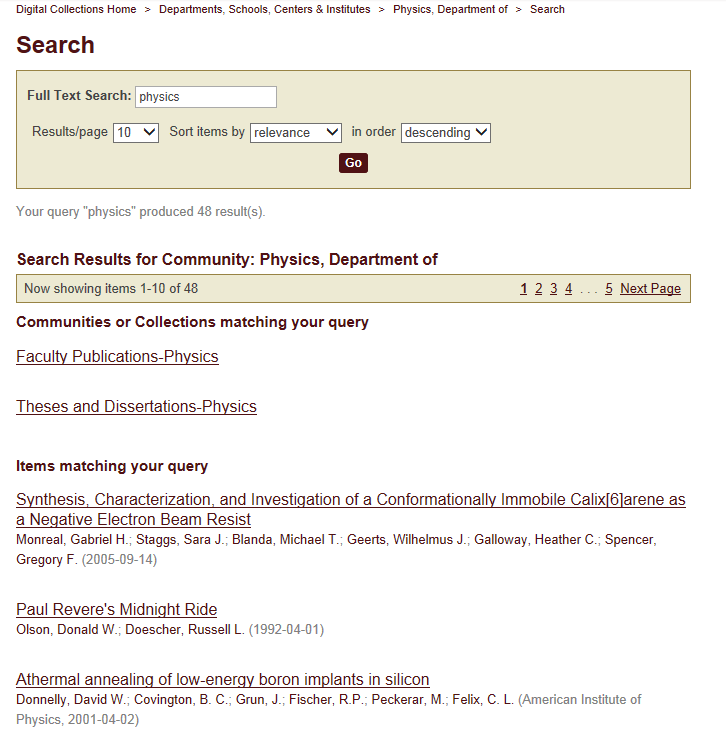 Digital Collections Home > Departments, Schools, Centers & Institutes > Physics, Department of > Search
Search
Full Text Search: physics
Results/page 10 Sort items by relevance in order descending
Go
Your query "physics" produced 48 result(s).
Search Results for Community: Physics, Department of
Now showing items 1-10 of 48 1 2 3 4 . . . 5 Next Page
Communities or Collections matching your query
Faculty Publications-Physics
Theses and Dissertations-Physics
Items matching your query
Synthesis, Characterization, and Investigation of a Conformationally Immobile Calix[6]arene as
a Negative Electron Beam Resist
Monreal, Gabriel H.; Staggs, Sara J.; Blanda, Michael T.; Geerts, Wilhelmus J.; Galloway, Heather C.; Spencer,
Gregory F. (2005-09-14)
Paul Revere's Midnight Ride
Olson, Donald W.; Doescher, Russell L. (1992-04-01)
Athermal annealing of low-energy boron implants in silicon
Donnelly, David W.; Covington, B. C.; Grun, J.; Fischer, R.P.; Peckerar, M.; Felix, C. L. (American Institute of
Physics, 2001-04-02)